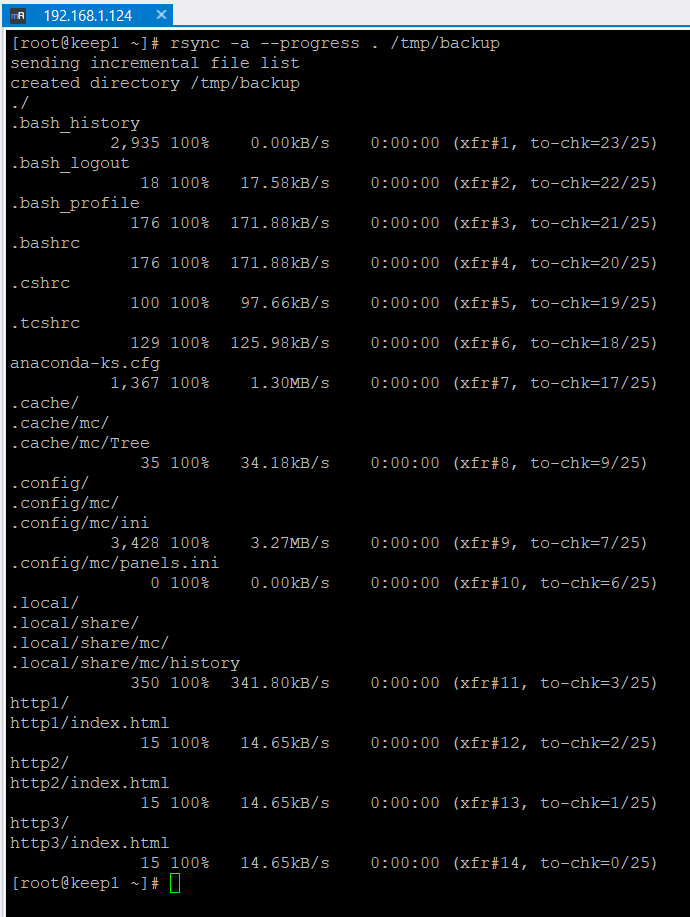 mR 192.168.1.124 ×
[root@keep1 ~]# rsync -a --progress . /tmp/backup
sending incremental file list
created directory /tmp/backup
./
.bash_history
2,935 100% 0.00kB/s 0:00:00 (xfr#1, to-chk=23/25)
.bash_logout
18 100% 17.58kB/s 0:00:00 (xfr#2, to-chk=22/25)
.bash_profile
176 100% 171.88kB/s 0:00:00 (xfr#3, to-chk=21/25)
.bashrc
176 100% 171.88kB/s 0:00:00 (xfr#4, to-chk=20/25)
.cshrc
100 100% 97.66kB/s 0:00:00 (xfr#5, to-chk=19/25)
.tcshrc
129 100% 125.98kB/s 0:00:00 (xfr#6, to-chk=18/25)
anaconda-ks.cfg
1,367 100% 1.30MB/s 0:00:00 (xfr#7, to-chk=17/25)
.cache/
.cache/mc/
.cache/mc/Tree
35 100% 34.18kB/s 0:00:00 (xfr#8, to-chk=9/25)
.config/
.config/mc/
.config/mc/ini
3,428 100% 3.27MB/s 0:00:00 (xfr#9, to-chk=7/25)
.config/mc/panels.ini
0 100% 0.00kB/s 0:00:00 (xfr#10, to-chk=6/25)
.local/
.local/share/
.local/share/mc/
.local/share/mc/history
350 100% 341.80kB/s 0:00:00 (xfr#11, to-chk=3/25)
http1/
http1/index.html
15 100% 14.65kB/s 0:00:00 (xfr#12, to-chk=2/25)
http2/
http2/index.html
15 100% 14.65kB/s 0:00:00 (xfr#13, to-chk=1/25)
http3/
http3/index.html
15 100% 14.65kB/s 0:00:00 (xfr#14, to-chk=0/25)
[root@keep1 ~]#